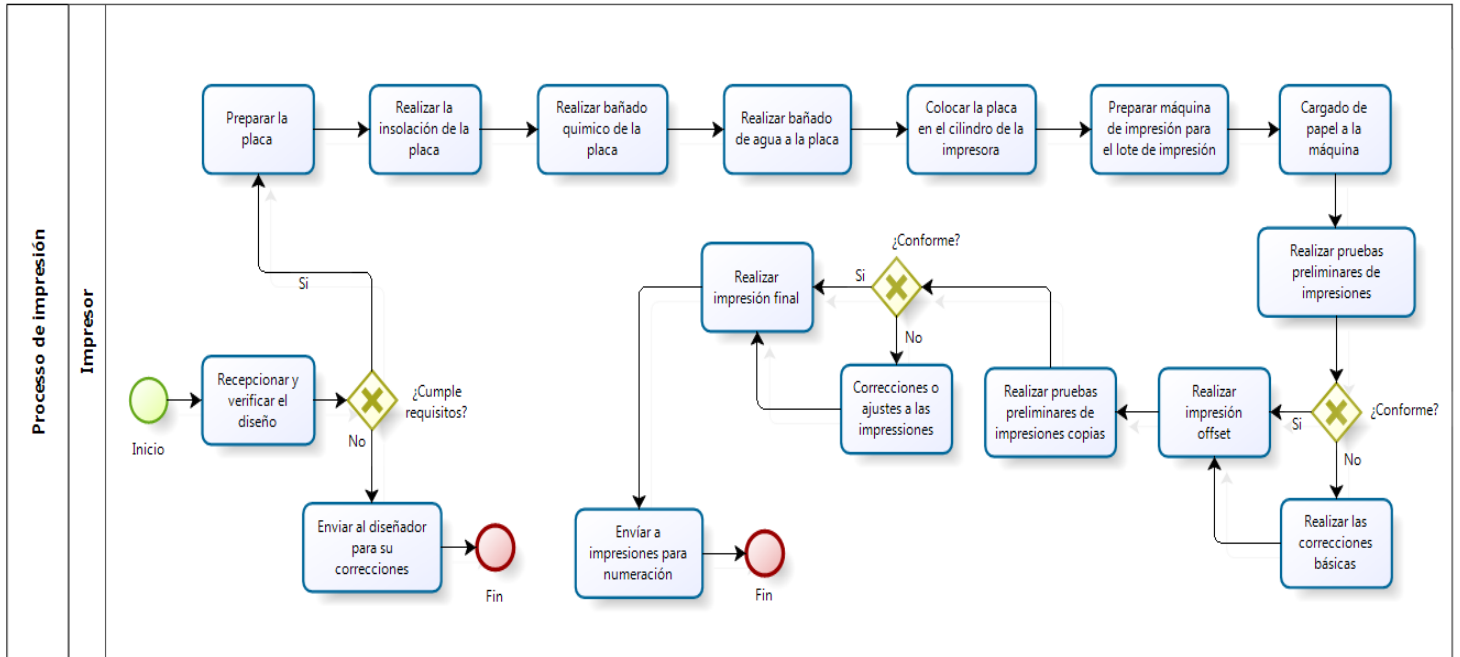 Processo de impresión
Impresor
Inicio
Recepcionar y
verificar el
diseño
¿Cumple
requisitos?
Si
No
Enviar al diseñador
para su
correcciones
Fin
Preparar la
placa
Realizar la
insolación de la
placa
Realizar bañado
quimico de la
placa
Realizar bañado
de agua a la placa
Colocar la placa
en el cilindro de la
impresora
Preparar máquina
de impresión para
el lote de impresión
Cargado de
papel a la
máquina
Realizar pruebas
preliminares de
impresiones
¿Conforme?
Si
No
Realizar las
correcciones
básicas
Realizar
impresión
offset
Realizar pruebas
preliminares de
impresiones copias
¿Conforme?
Si
No
Correcciones o
ajustes a las
impressiones
Realizar
impresión final
Envíar a
impresiones para
numeración
Fin